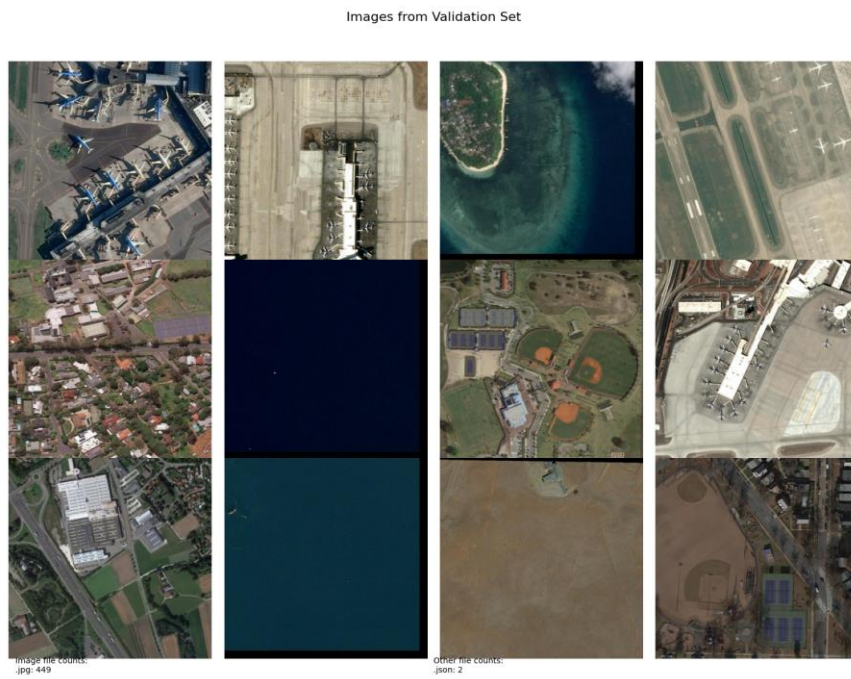 Images from Validation Set
Image file counts:
.jpg: 449
Other file counts:
.json: 2